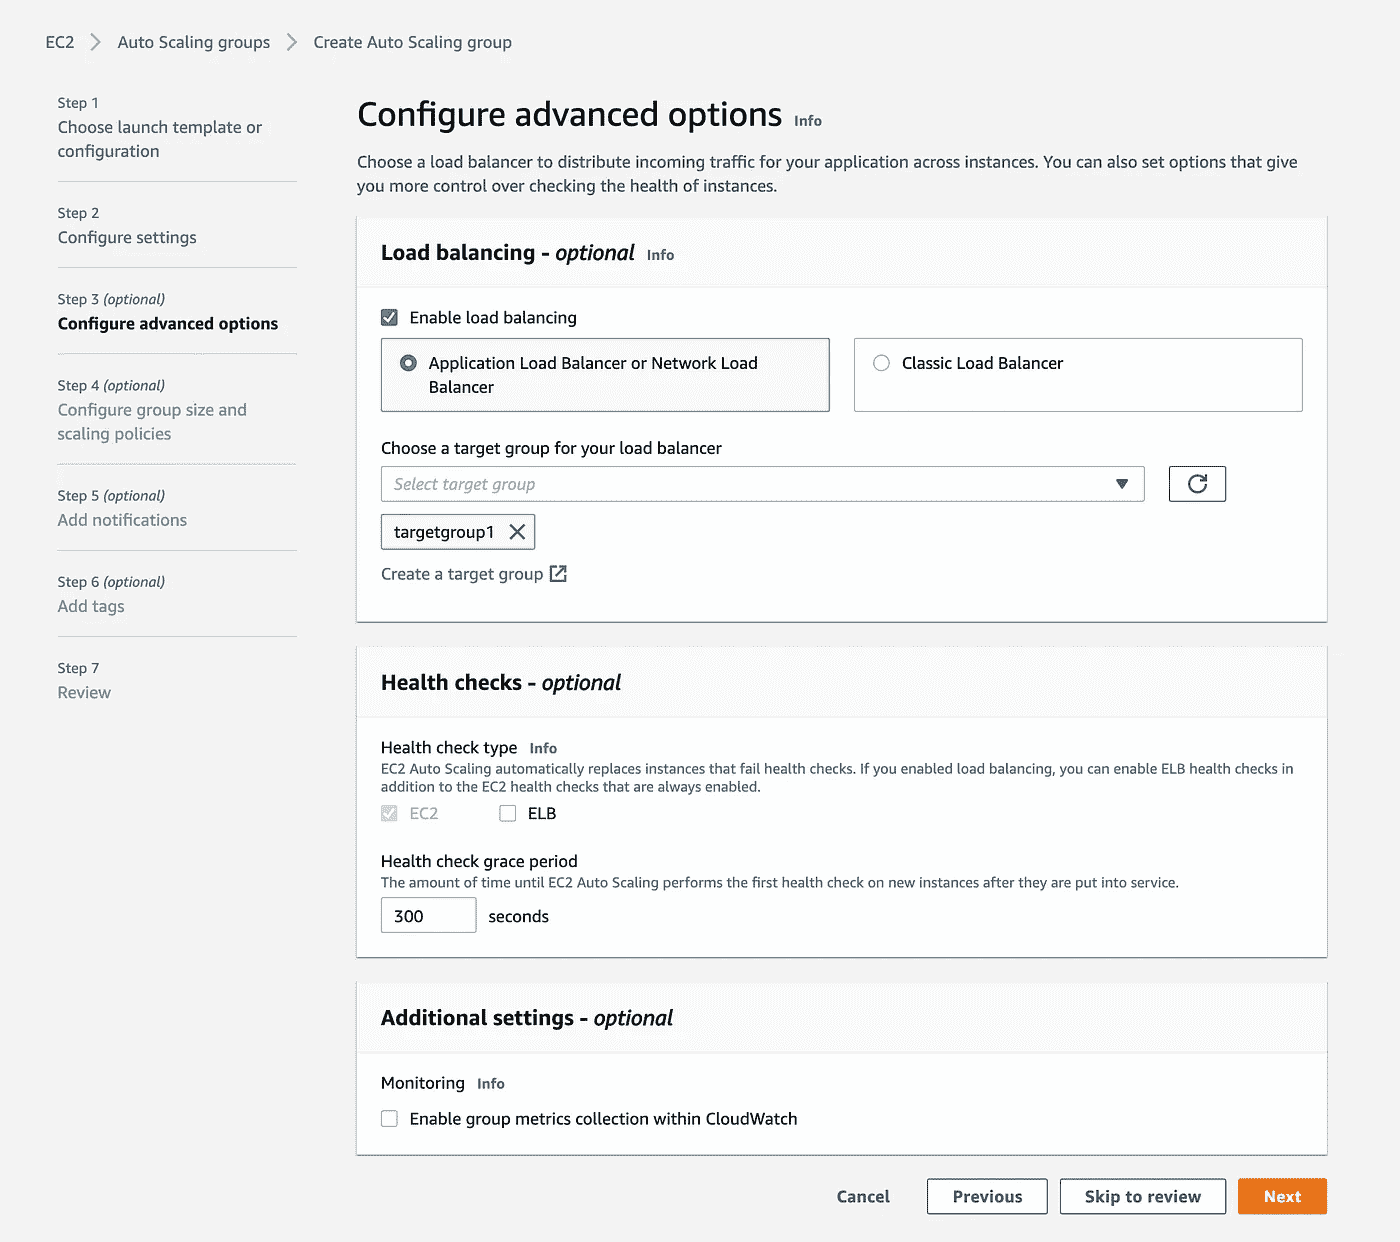 EC2 > Auto Scaling groups > Create Auto Scaling group
Step 1
Choose launch template or
configuration
Step 2
Configure settings
Step 3 (optional)
Configure advanced options
Step 4 (optional)
Configure group size and
scaling policies
Step 5 (optional)
Add notifications
Step 6 (optional)
Add tags
Step 7
Review
Configure advanced options Info
Choose a load balancer to distribute incoming traffic for your application across instances. You can also set options that give
you more control over checking the health of instances.
Load balancing - optional Info
Enable load balancing
Application Load Balancer or Network Load
Balancer
Classic Load Balancer
Choose a target group for your load balancer
Select target group
targetgroup1
Create a target group
Health checks - optional
Health check type Info
EC2 Auto Scaling automatically replaces instances that fail health checks. If you enabled load balancing, you can enable ELB health checks in
addition to the EC2 health checks that are always enabled.
EC2 ELB
Health check grace period
The amount of time until EC2 Auto Scaling performs the first health check on new instances after they are put into service.
300 seconds
Additional settings - optional
Monitoring Info
Enable group metrics collection within CloudWatch
Cancel Previous Skip to review Next